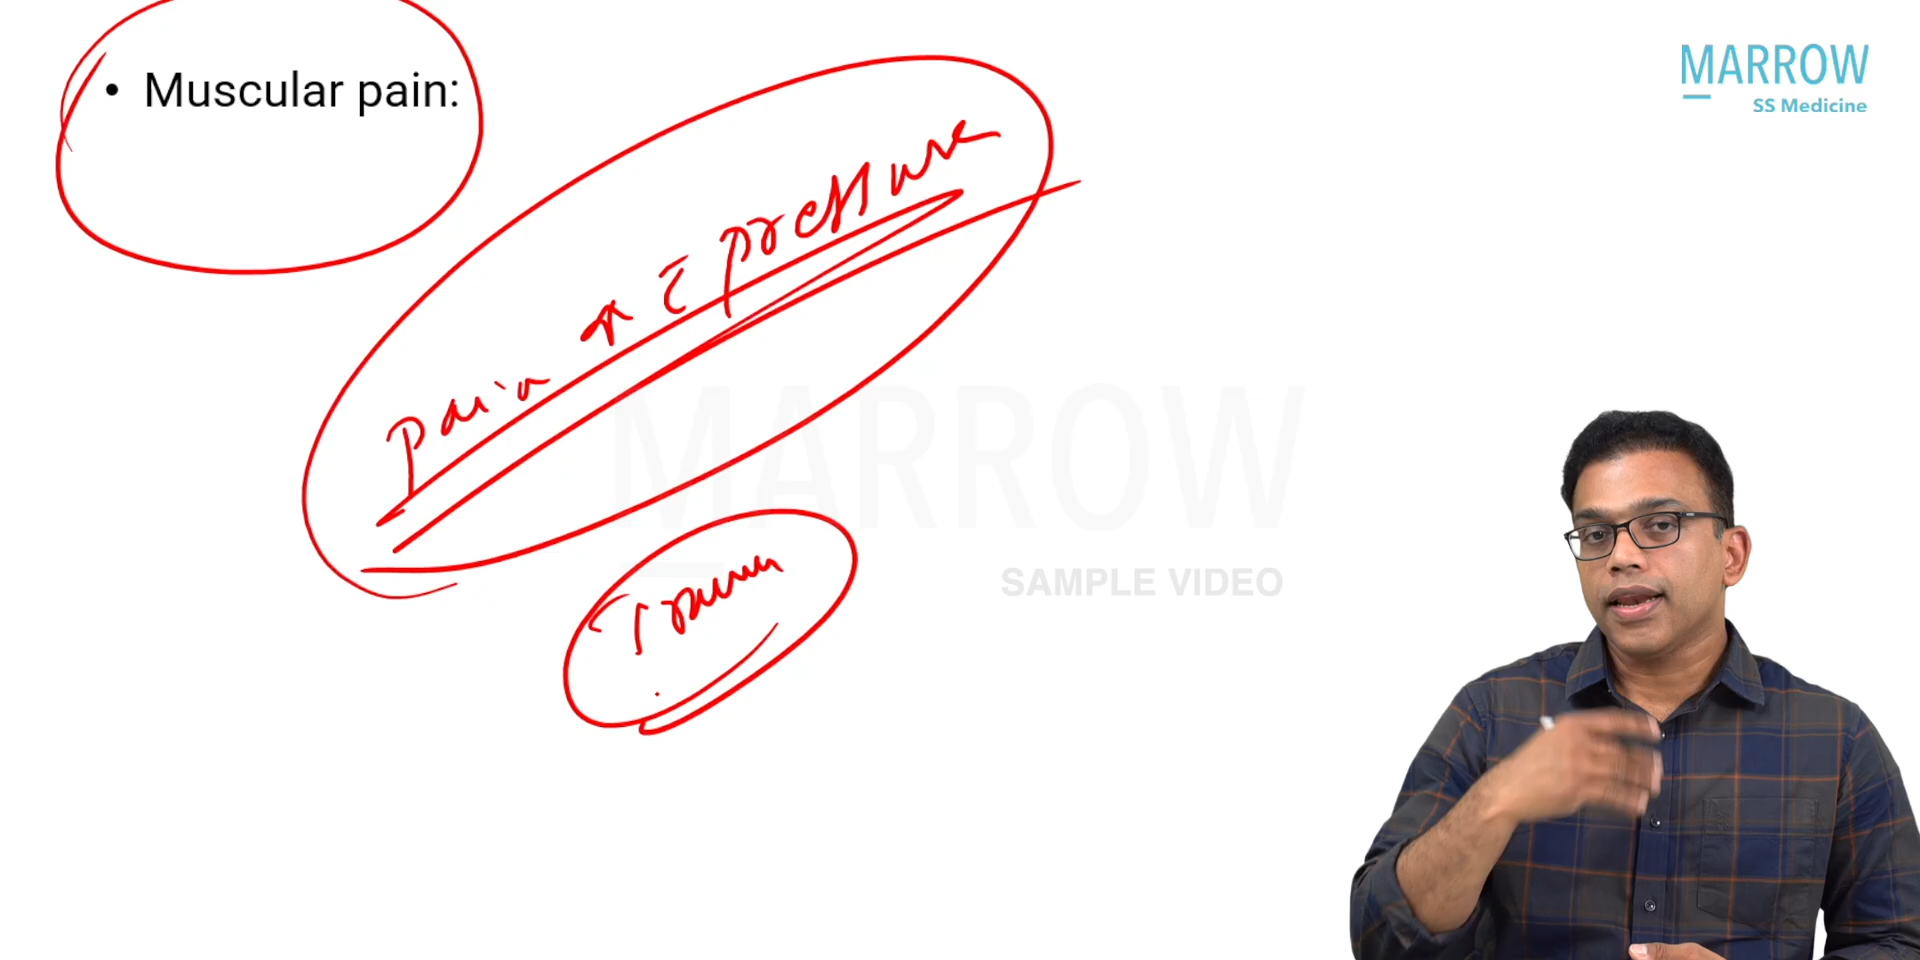 • Muscular pain:
MARROW
SS Medicine
pain ↑ c̄ pressure
MARROW
SAMPLE VIDEO